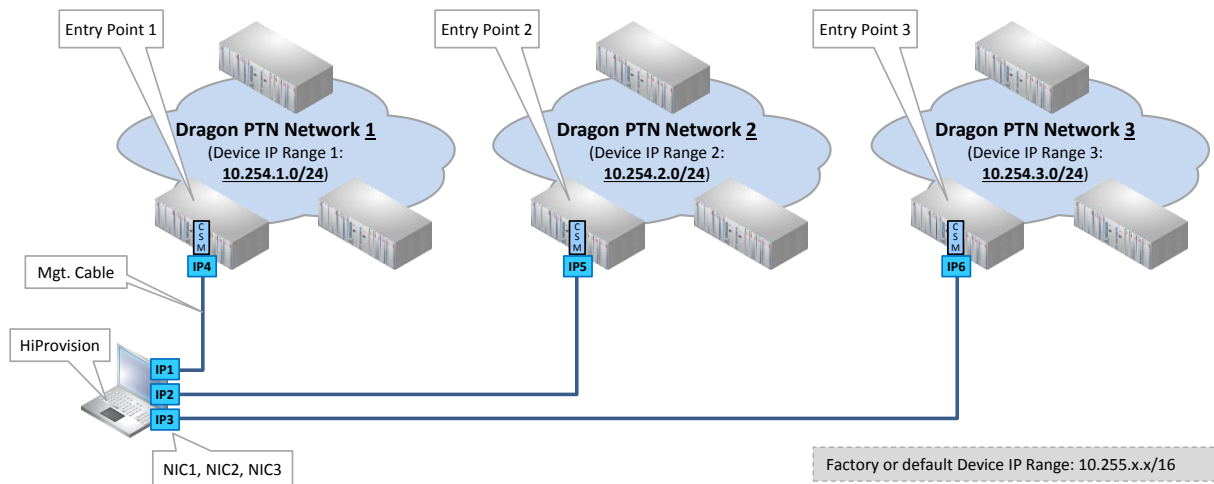 Entry Point 1
Entry Point 2
Entry Point 3
Dragon PTN Network 1
(Device IP Range 1:
10.254.1.0/24)
Dragon PTN Network 2
(Device IP Range 2:
10.254.2.0/24)
Dragon PTN Network 3
(Device IP Range 3:
10.254.3.0/24)
CSM
CSM
CSM
IP4
IP5
IP6
Mgt. Cable
HiProvision
IP1
IP2
IP3
NIC1, NIC2, NIC3
Factory or default Device IP Range: 10.255.x.x/16